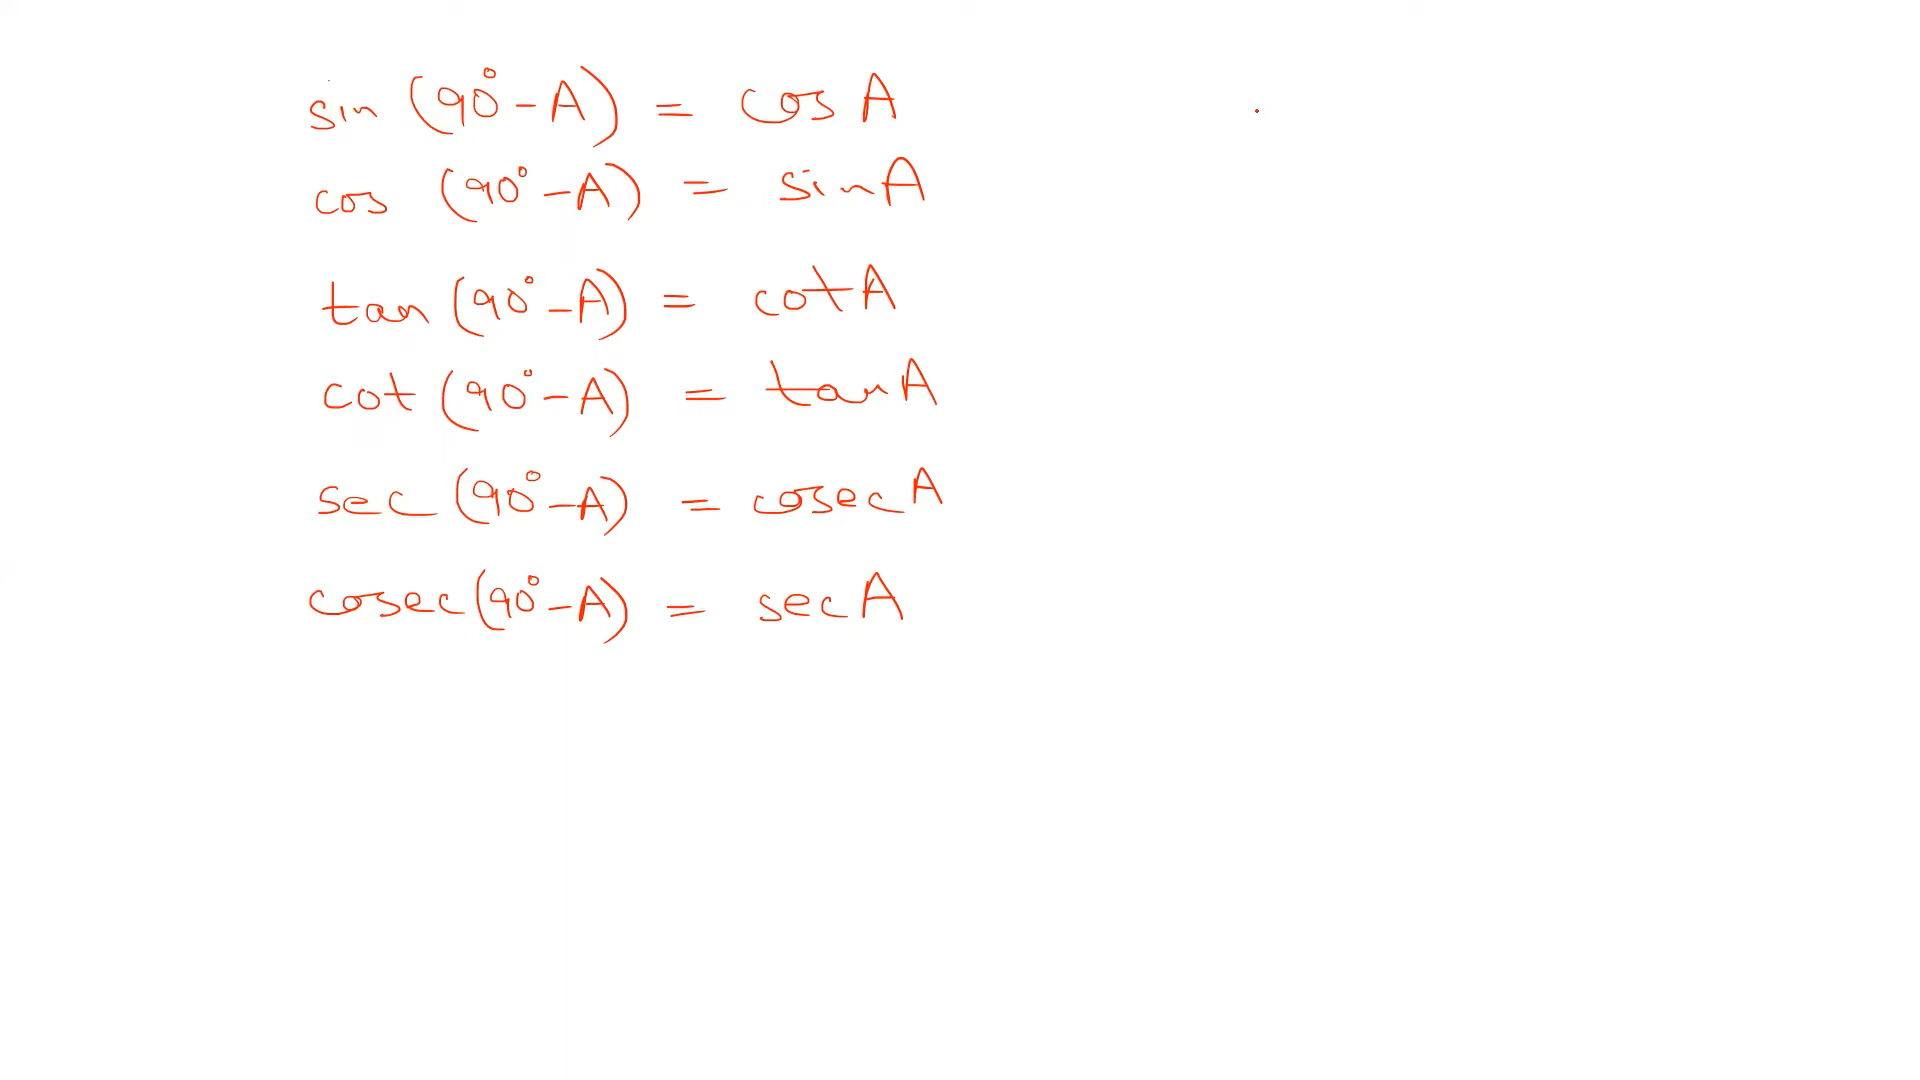 sin (90° - A) = cos A
cos (90° - A) = sin A
tan (90° - A) = cot A
cot (90° - A) = tan A
sec (90° - A) = cosec A
cosec (90° - A) = sec A